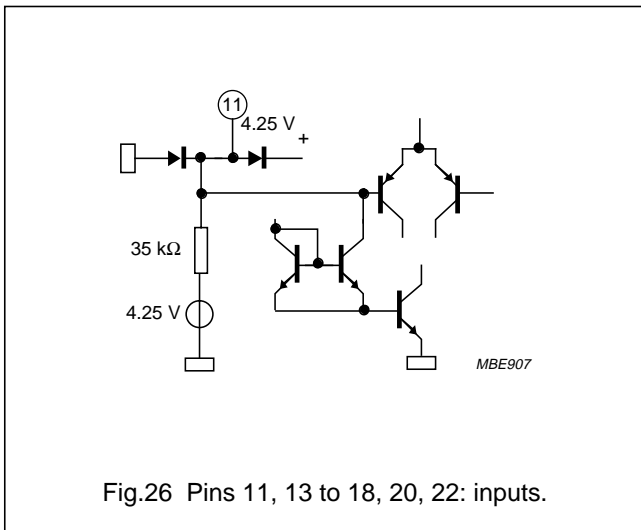 11
4.25 V
+
35 kΩ
4.25 V
MBE907
Fig.26 Pins 11, 13 to 18, 20, 22: inputs.